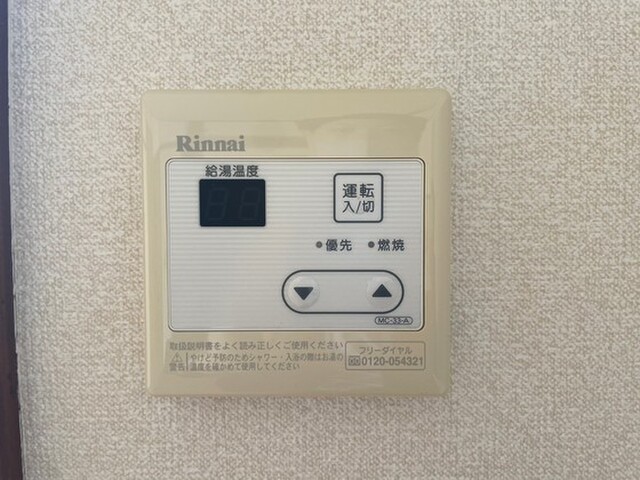 Rinnai
給湯温度
運転
入/切
優先
燃焼
MC-33-A
取扱説明書をよく読み正しくご使用ください
警告
やけど予防のためシャワー・入浴の際はお湯の
温度を確かめて使用してください
フリーダイヤル
0120-054321